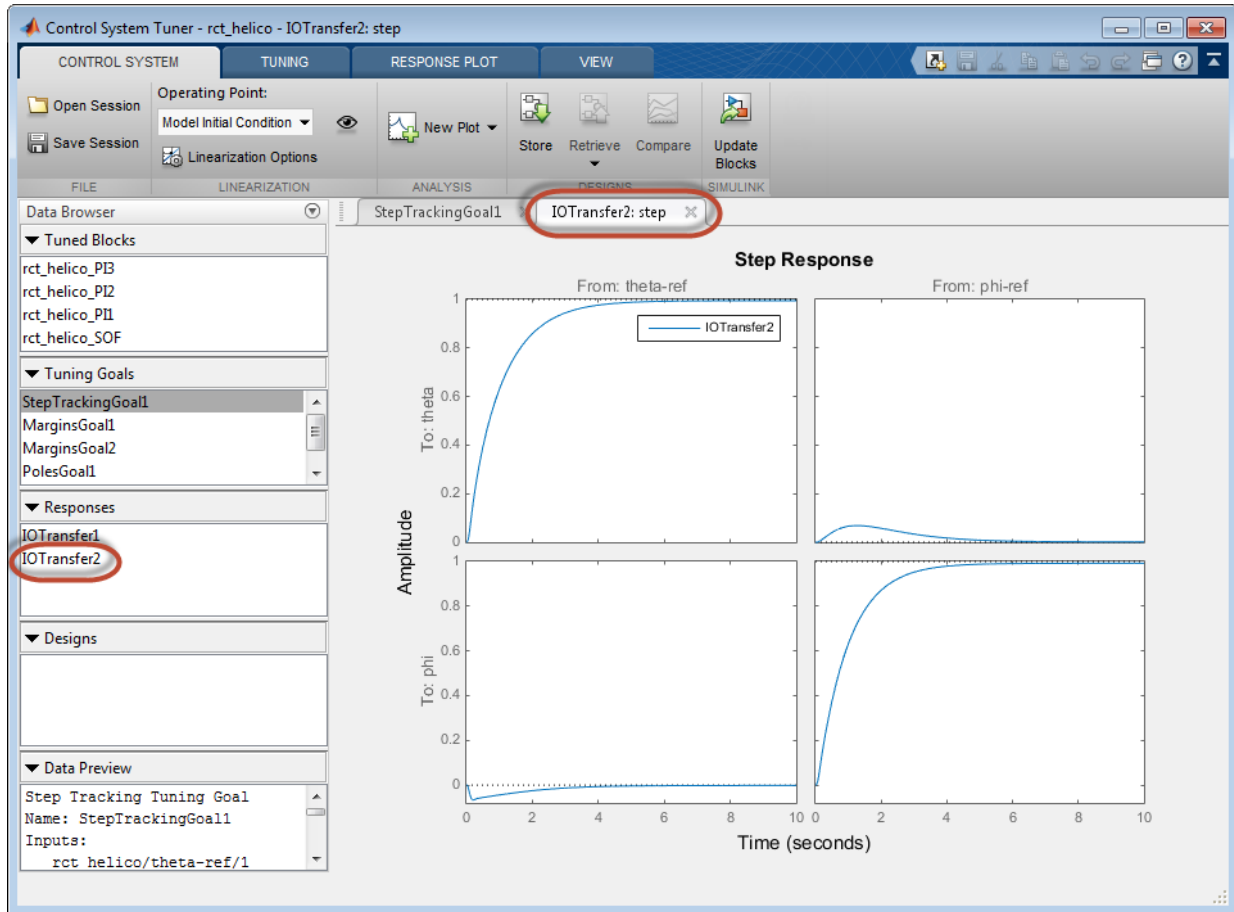 Control System Tuner - rct_helico - IOTransfer2: step
CONTROL SYSTEM
TUNING
RESPONSE PLOT
VIEW
Open Session
Save Session
Operating Point:
Model Initial Condition
Linearization Options
New Plot
Store
Retrieve
Compare
Update
Blocks
FILE
LINEARIZATION
ANALYSIS
DESIGNS
SIMULINK
Data Browser
Tuned Blocks
rct_helico_PI3
rct_helico_PI2
rct_helico_PI1
rct_helico_SOF
Tuning Goals
StepTrackingGoal1
MarginsGoal1
MarginsGoal2
PolesGoal1
Responses
IOTransfer1
IOTransfer2
Designs
Data Preview
Step Tracking Tuning Goal
Name: StepTrackingGoal1
Inputs:
rct_helico/theta-ref/1
StepTrackingGoal1
IOTransfer2: step
Step Response
From: theta-ref
From: phi-ref
IOTransfer2
Amplitude
To: theta
1
0.8
0.6
0.4
0.2
0
To: phi
1
0.8
0.6
0.4
0.2
0
0 2 4 6 8 10
0 2 4 6 8 10
Time (seconds)